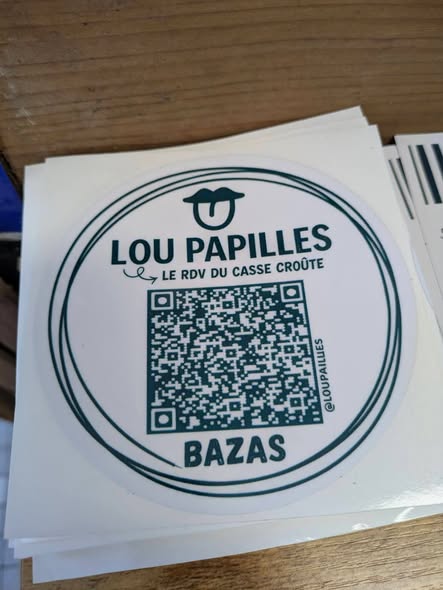 LOU PAPILLES
LE RDV DU CASSE CROÛTE
@LOUPAPILLES
BAZAS